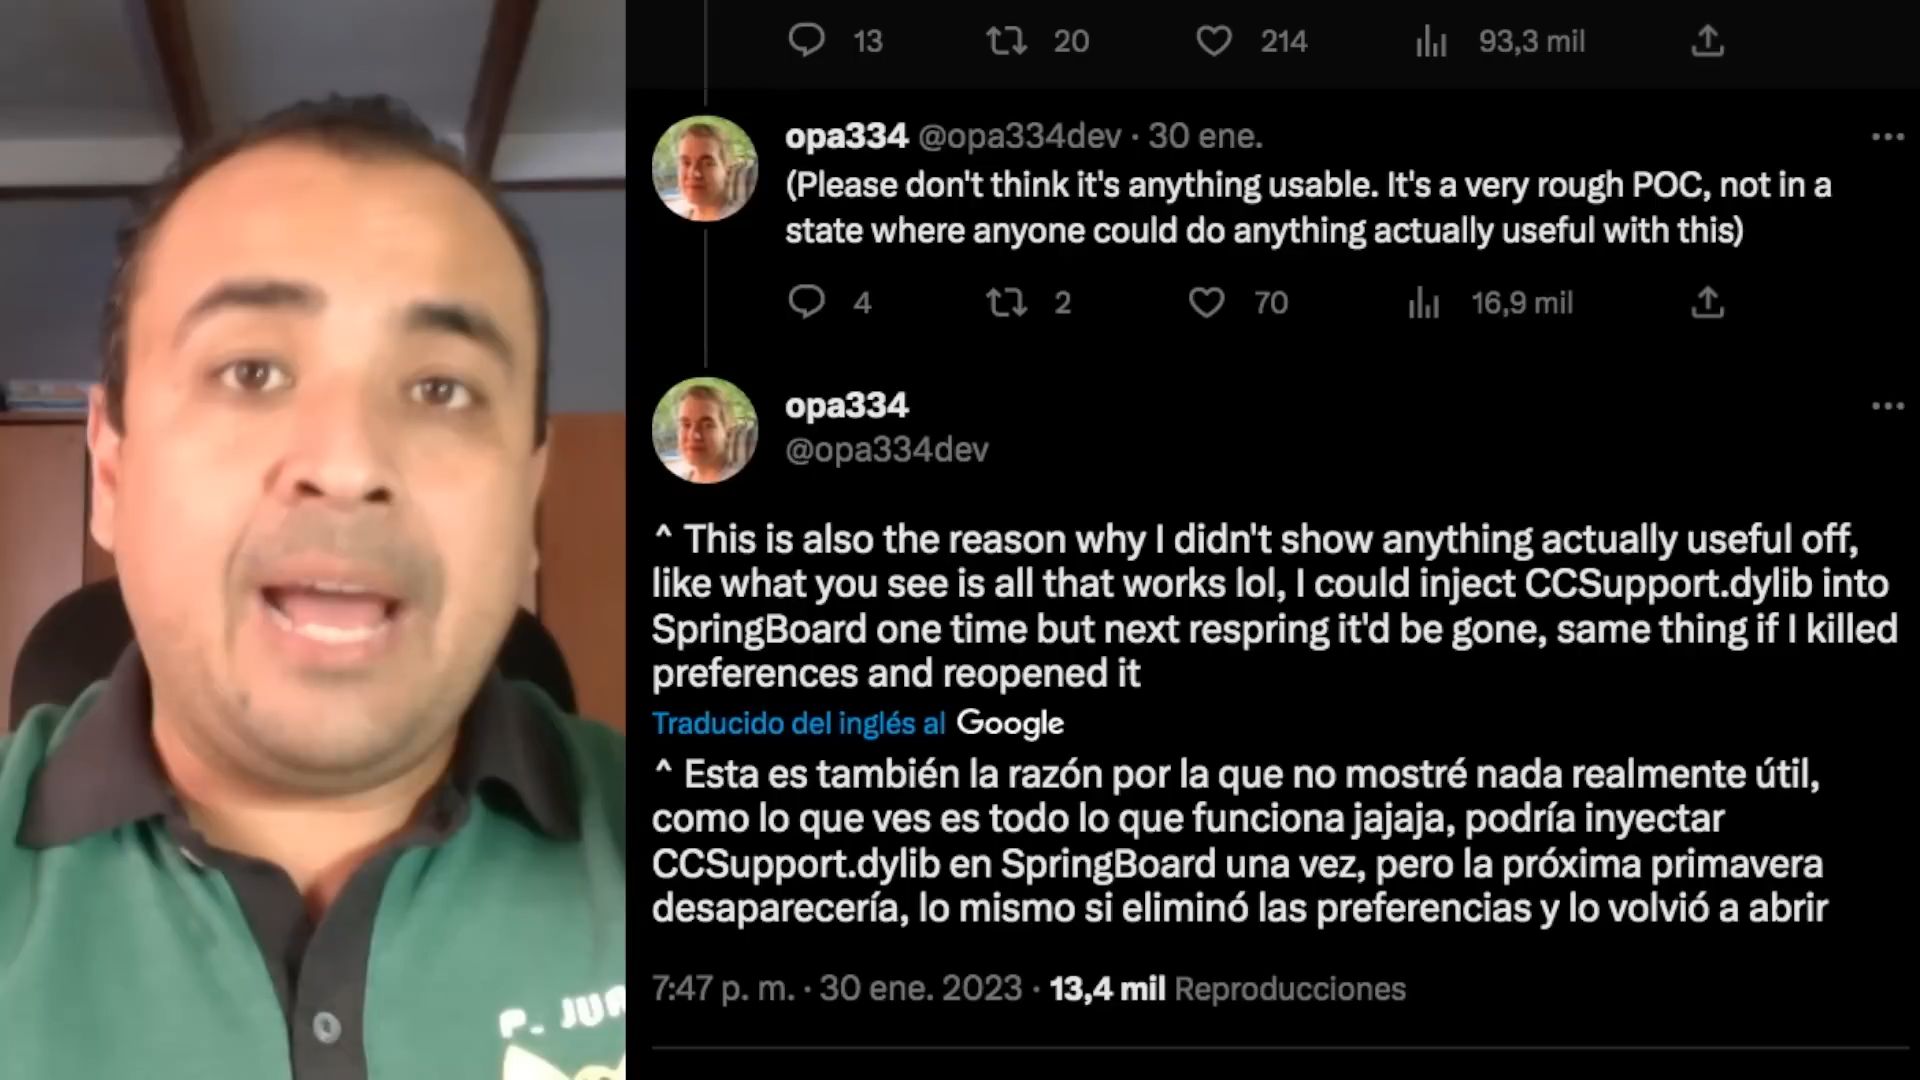 13 20 214 93,3 mil
opa334 @opa334dev · 30 ene.
(Please don't think it's anything usable. It's a very rough POC, not in a
state where anyone could do anything actually useful with this)
4 2 70 16,9 mil
opa334
@opa334dev
^ This is also the reason why I didn't show anything actually useful off,
like what you see is all that works lol, I could inject CCSupport.dylib into
SpringBoard one time but next respring it'd be gone, same thing if I killed
preferences and reopened it
Traducido del inglés al Google
^ Esta es también la razón por la que no mostré nada realmente útil,
como lo que ves es todo lo que funciona jajaja, podría inyectar
CCSupport.dylib en SpringBoard una vez, pero la próxima primavera
desaparecería, lo mismo si eliminó las preferencias y lo volvió a abrir
7:47 p. m. · 30 ene. 2023 · 13,4 mil Reproducciones